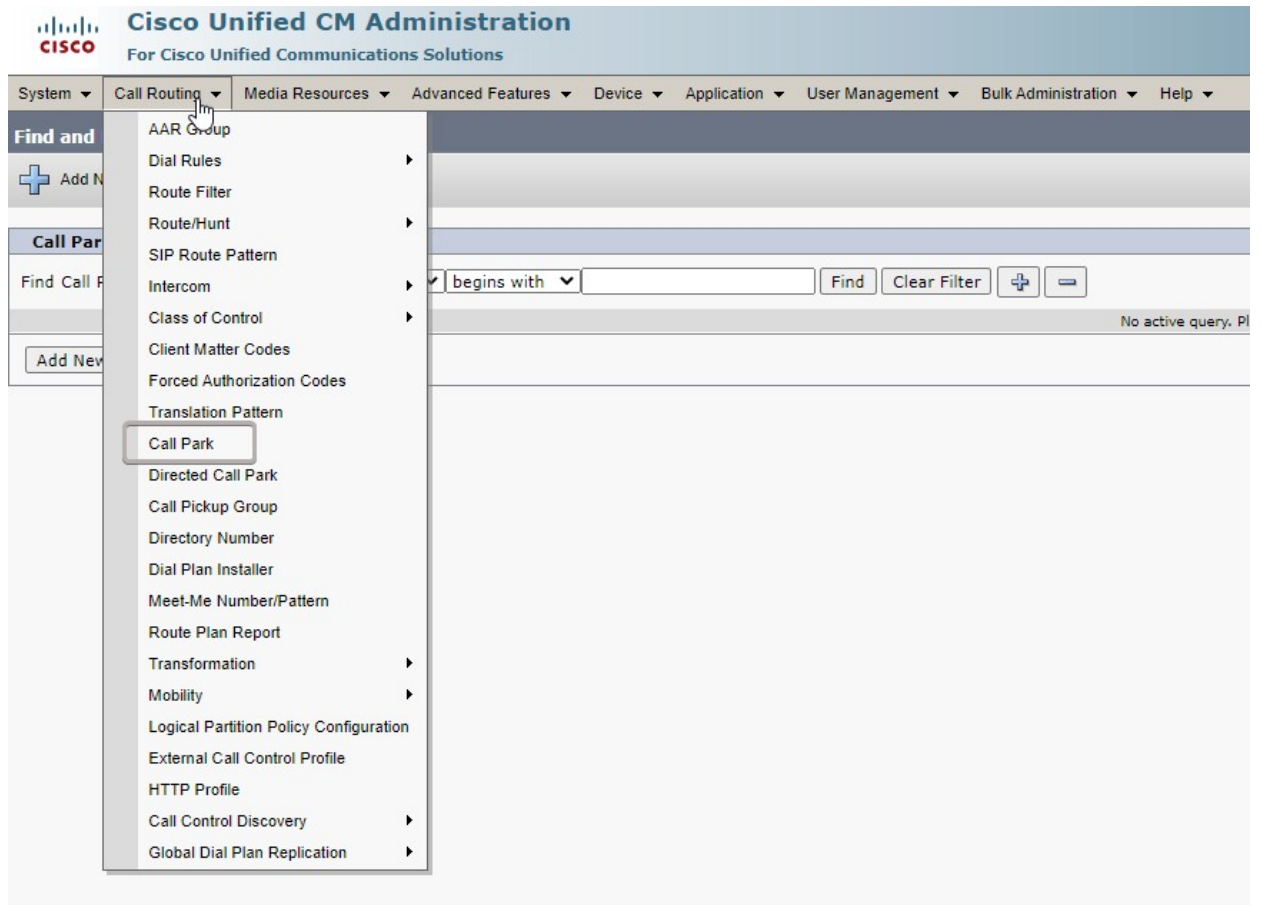 CISCO
Cisco Unified CM Administration
For Cisco Unified Communications Solutions
System Call Routing Media Resources Advanced Features Device Application User Management Bulk Administration Help
Find and
Add N
Call Par
Find Call begins with Find Clear Filter
No active query. Pl
Add New
AAR Group
Dial Rules
Route Filter
Route/Hunt
SIP Route Pattern
Intercom
Class of Control
Client Matter Codes
Forced Authorization Codes
Translation Pattern
Call Park
Directed Call Park
Call Pickup Group
Directory Number
Dial Plan Installer
Meet-Me Number/Pattern
Route Plan Report
Transformation
Mobility
Logical Partition Policy Configuration
External Call Control Profile
HTTP Profile
Call Control Discovery
Global Dial Plan Replication